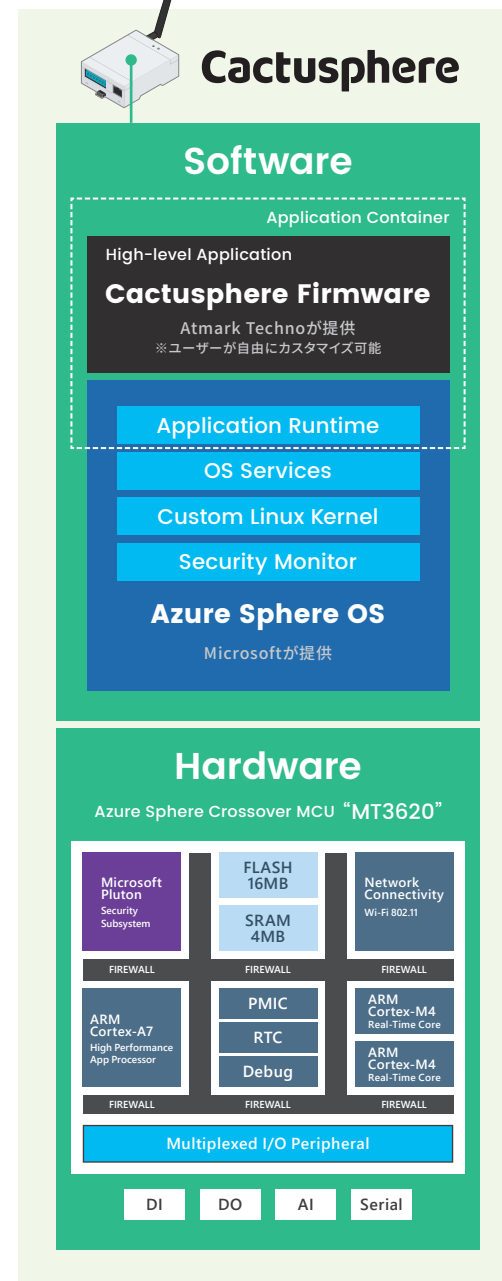 Cactusphere
Software
Application Container
High-level Application
Cactusphere Firmware
Atmark Technoが提供
※ユーザーが自由にカスタマイズ可能
Application Runtime
OS Services
Custom Linux Kernel
Security Monitor
Azure Sphere OS
Microsoftが提供
Hardware
Azure Sphere Crossover MCU “MT3620”
Microsoft
Pluton
Security
Subsystem
FLASH
16MB
SRAM
4MB
Network
Connectivity
Wi-Fi 802.11
FIREWALL
FIREWALL
FIREWALL
ARM
Cortex-A7
High Performance
App Processor
PMIC
RTC
Debug
ARM
Cortex-M4
Real-Time Core
ARM
Cortex-M4
Real-Time Core
FIREWALL
FIREWALL
FIREWALL
Multiplexed I/O Peripheral
DI
DO
AI
Serial